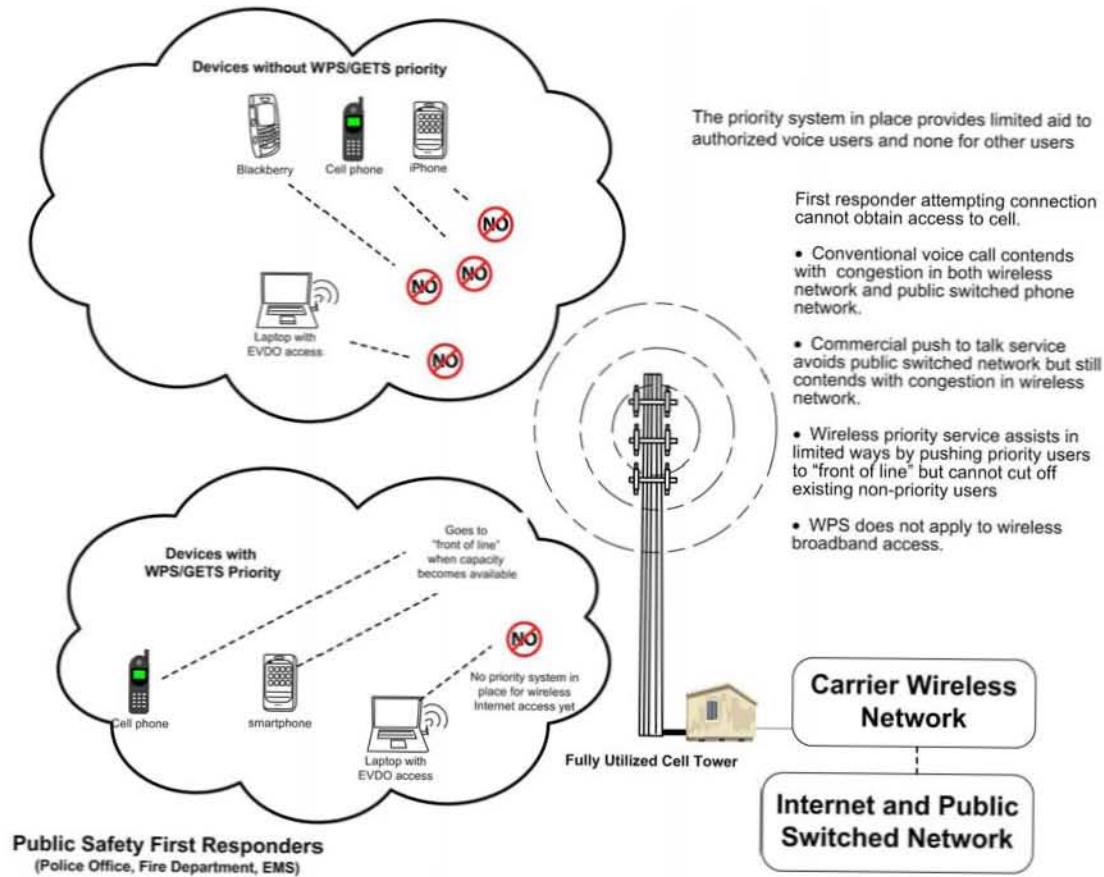 Devices without WPS/GETS priority
Blackberry
Cell phone
iPhone
NO
NO
NO
Laptop with
EVDO access
NO
The priority system in place provides limited aid to
authorized voice users and none for other users
First responder attempting connection
cannot obtain access to cell.
• Conventional voice call contends
with congestion in both wireless
network and public switched phone
network.
• Commercial push to talk service
avoids public switched network but still
contends with congestion in wireless
network.
• Wireless priority service assists in
limited ways by pushing priority users
to "front of line" but cannot cut off
existing non-priority users
• WPS does not apply to wireless
broadband access.
Devices with
WPS/GETS Priority
Goes to
"front of line"
when capacity
becomes available
NO
No priority system in
place for wireless
Internet access yet
Cell phone
smartphone
Laptop with
EVDO access
Fully Utilized Cell Tower
Carrier Wireless
Network
Internet and Public
Switched Network
Public Safety First Responders
(Police Office, Fire Department, EMS)